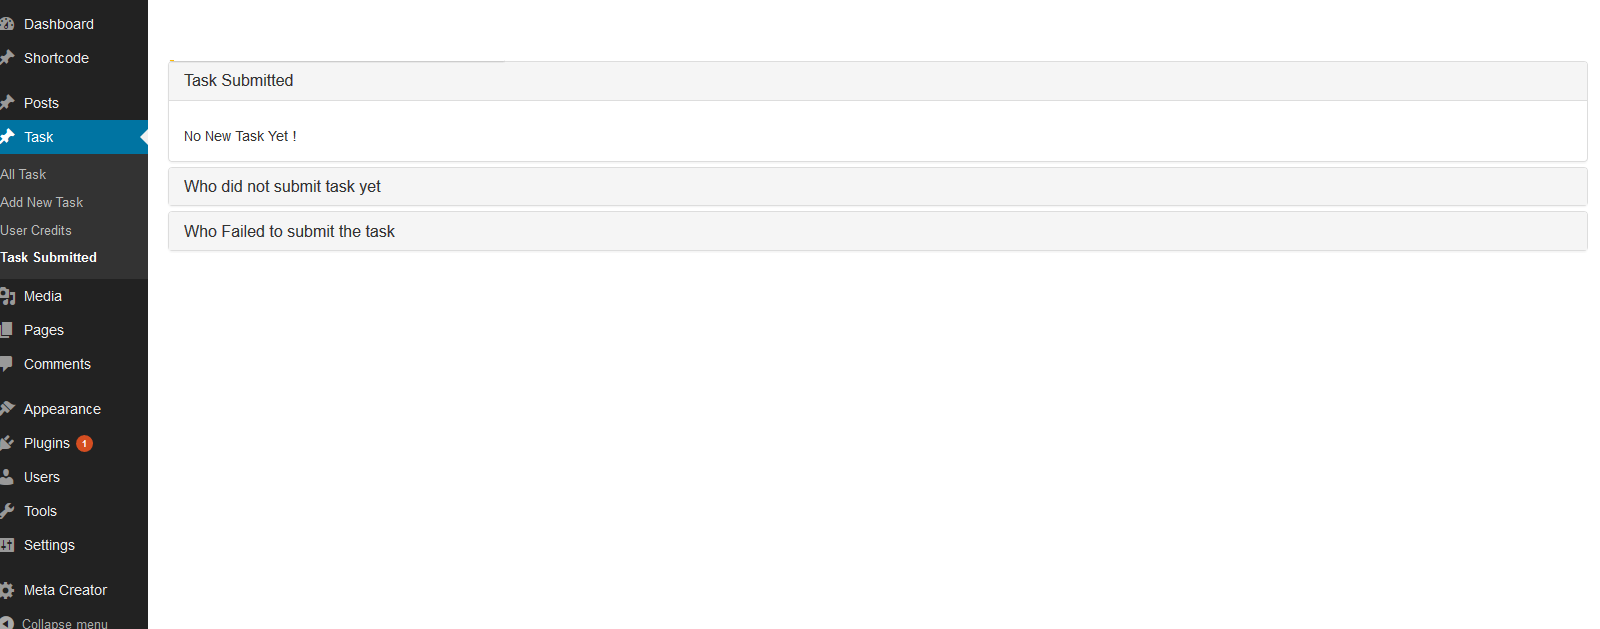 Dashboard
Shortcode
Posts
Task
All Task
Add New Task
User Credits
Task Submitted
Media
Pages
Comments
Appearance
Plugins 1
Users
Tools
Settings
Meta Creator
Collapse menu
Task Submitted
No New Task Yet !
Who did not submit task yet
Who Failed to submit the task